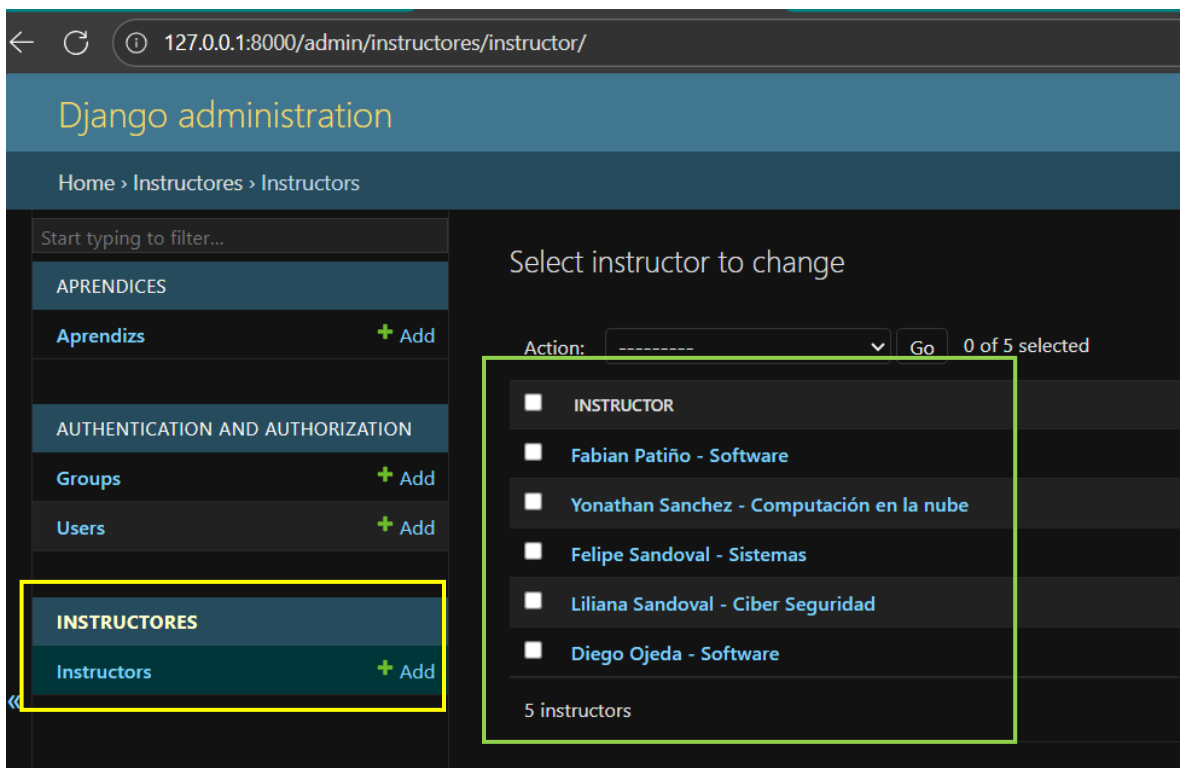 127.0.0.1:8000/admin/instructores/instructor/
Django administration
Home › Instructores › Instructors
Start typing to filter...
APRENDICES
Aprendizs + Add
AUTHENTICATION AND AUTHORIZATION
Groups + Add
Users + Add
INSTRUCTORES
Instructors + Add
«
Select instructor to change
Action: --------- Go 0 of 5 selected
INSTRUCTOR
Fabian Patiño - Software
Yonathan Sanchez - Computación en la nube
Felipe Sandoval - Sistemas
Liliana Sandoval - Ciber Seguridad
Diego Ojeda - Software
5 instructors